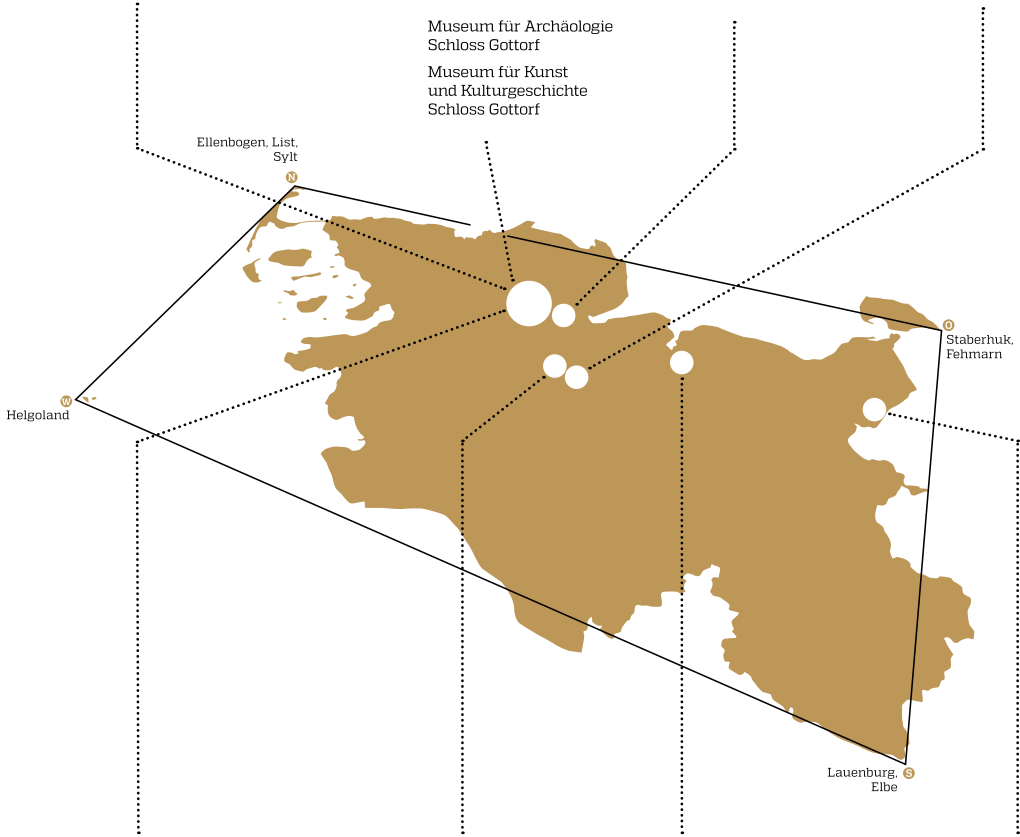 Museum für Archäologie
Schloss Gottorf
Museum für Kunst
und Kulturgeschichte
Schloss Gottorf
Ellenbogen, List,
Sylt
N
O
Staberhuk,
Fehmarn
W
Helgoland
Lauenburg,
Elbe
S